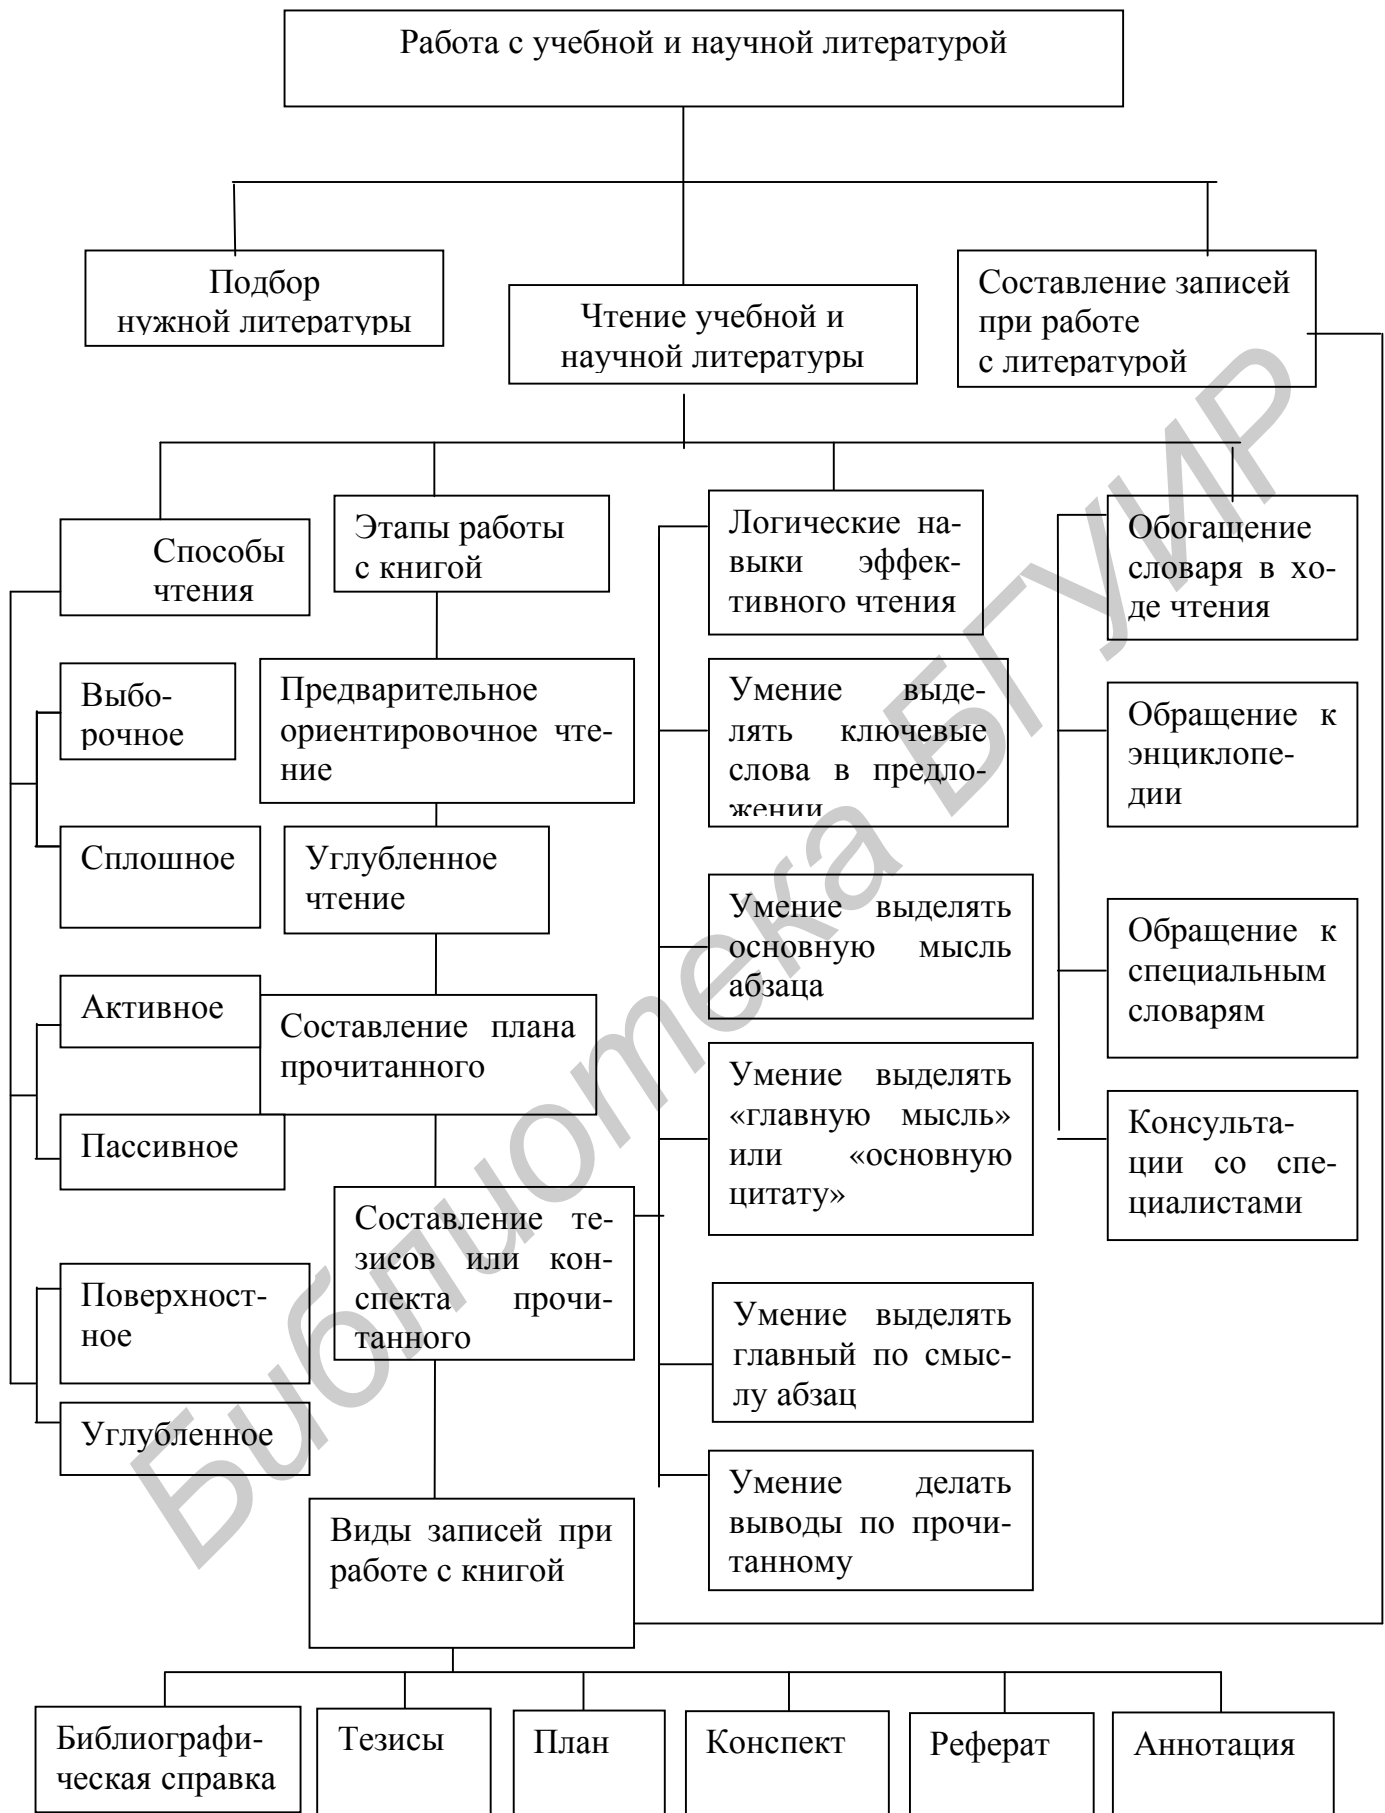 Работа с учебной и научной литературой
Подбор
нужной литературы
Чтение учебной и
научной литературы
Составление записей
при работе
с литературой
Способы
чтения
Этапы работы
с книгой
Логические на-
выки эффек-
тивного чтения
Обогащение
словаря в хо-
де чтения
Выбо-
рочное
Предварительное
ориентировочное чте-
ние
Умение выде-
лять ключевые
слова в предло-
жении
Обращение к
энциклопе-
дии
Сплошное
Углубленное
чтение
Умение выделять
основную мысль
абзаца
Обращение к
специальным
словарям
Активное
Составление плана
прочитанного
Умение выделять
«главную мысль»
или «основную
цитату»
Консульта-
ции со спе-
циалистами
Пассивное
Составление те-
зисов или кон-
спекта прочи-
танного
Поверхност-
ное
Умение выделять
главный по смыс-
лу абзац
Углубленное
Умение делать
выводы по прочи-
танному
Виды записей при
работе с книгой
Библиографи-
ческая справка
Тезисы
План
Конспект
Реферат
Аннотация
Библиотека БГУИР